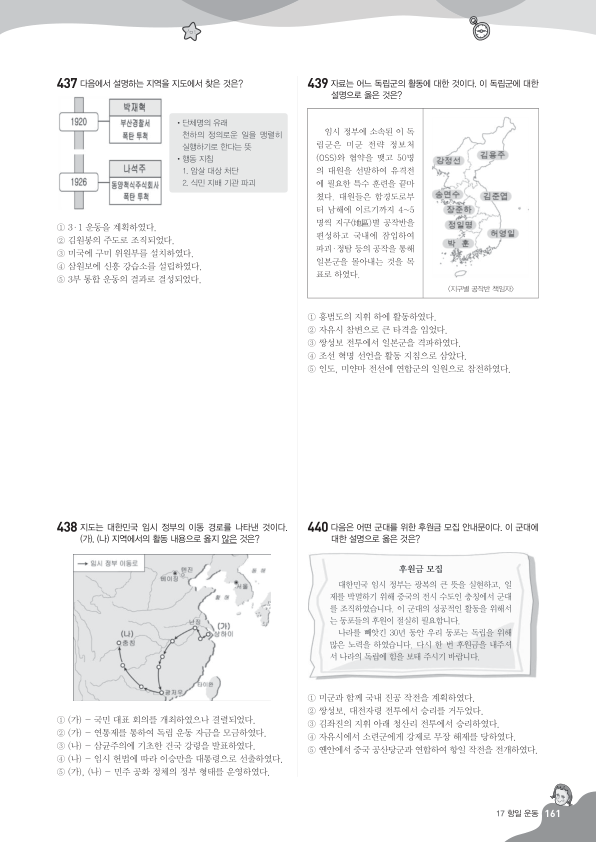 437 다음에서 설명하는 지역을 지도에서 찾은 것은?
박재혁
1920
부산경찰서
폭탄 투척
나석주
1926
동양척식주식회사
폭탄 투척
• 단체명의 유래
천하의 정의로운 일을 맹렬히
실행하기로 한다는 뜻
• 행동 지침
1. 암살 대상 처단
2. 식민 지배 기관 파괴
① 3·1 운동을 계획하였다.
② 김원봉의 주도로 조직되었다.
③ 미국에 구미 위원부를 설치하였다.
④ 삼원보에 신흥 강습소를 설립하였다.
⑤ 3부 통합 운동의 결과로 결성되었다.
438 지도는 대한민국 임시 정부의 이동 경로를 나타낸 것이다.
(가), (나) 지역에서의 활동 내용으로 옳지 않은 것은?
→ 임시 정부 이동로
베이징
서울
황해
난징
(가)
상하이
(나)
충칭
광저우
타이완
① (가) - 국민 대표 회의를 개최하였으나 결렬되었다.
② (가) - 연통제를 통하여 독립 운동 자금을 모금하였다.
③ (나) - 삼균주의에 기초한 건국 강령을 발표하였다.
④ (나) - 임시 헌법에 따라 이승만을 대통령으로 선출하였다.
⑤ (가), (나) - 민주 공화 정체의 정부 형태를 운영하였다.
439 자료는 어느 독립군의 활동에 대한 것이다. 이 독립군에 대한
설명으로 옳은 것은?
임시 정부에 소속된 이 독
립군은 미군 전략 정보처
(OSS)와 협약을 맺고 50명
의 대원을 선발하여 유격전
에 필요한 특수 훈련을 끝마
쳤다. 대원들은 함경도로부
터 남해에 이르기까지 4~5
명씩 지구(地區)별 공작반을
편성하고 국내에 잠입하여
파괴·정탐 등의 공작을 통해
일본군을 몰아내는 것을 목
표로 하였다.
김용주
강정선
송면수
김준엽
장준하
정일명
허영일
박 훈
〈지구별 공작반 책임자〉
① 홍범도의 지휘 하에 활동하였다.
② 자유시 참변으로 큰 타격을 입었다.
③ 쌍성보 전투에서 일본군을 격파하였다.
④ 조선 혁명 선언을 활동 지침으로 삼았다.
⑤ 인도, 미얀마 전선에 연합군의 일원으로 참전하였다.
440 다음은 어떤 군대를 위한 후원금 모집 안내문이다. 이 군대에
대한 설명으로 옳은 것은?
후원금 모집
대한민국 임시 정부는 광복의 큰 뜻을 실현하고, 일
제를 박멸하기 위해 중국의 전시 수도인 충칭에서 군대
를 조직하였습니다. 이 군대의 성공적인 활동을 위해서
는 동포들의 후원이 절실히 필요합니다.
나라를 빼앗긴 30년 동안 우리 동포는 독립을 위해
많은 노력을 하였습니다. 다시 한 번 후원금을 내주셔
서 나라의 독립에 힘을 보태 주시기 바랍니다.
① 미군과 함께 국내 진공 작전을 계획하였다.
② 쌍성보, 대전자령 전투에서 승리를 거두었다.
③ 김좌진의 지휘 아래 청산리 전투에서 승리하였다.
④ 자유시에서 소련군에게 강제로 무장 해제를 당하였다.
⑤ 옌안에서 중국 공산당군과 연합하여 항일 작전을 전개하였다.
17 항일 운동 161